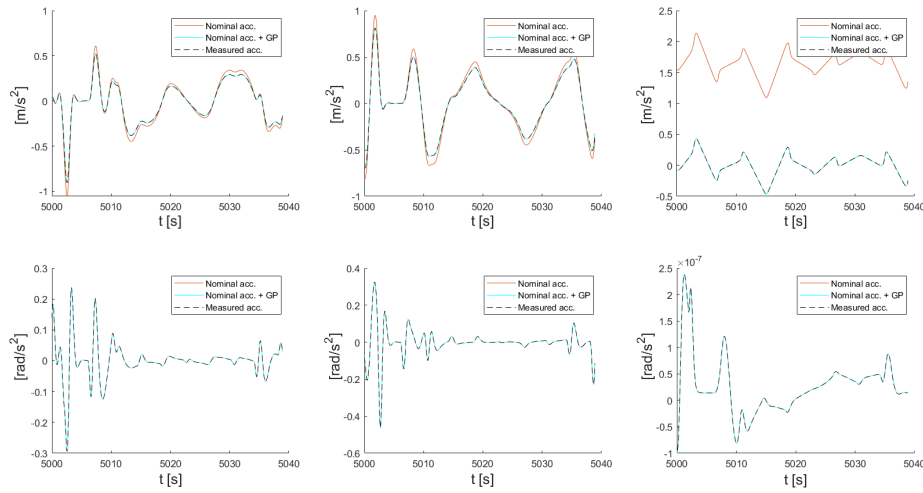 Nominal acc.
Nominal acc. + GP
Measured acc.
[m/s²]
1
0.5
0
-0.5
-1
5000 5010 5020 5030 5040
t [s]
Nominal acc.
Nominal acc. + GP
Measured acc.
[m/s²]
1
0.5
0
-0.5
-1
5000 5010 5020 5030 5040
t [s]
Nominal acc.
Nominal acc. + GP
Measured acc.
[m/s²]
2.5
2
1.5
1
0.5
0
-0.5
5000 5010 5020 5030 5040
t [s]
Nominal acc.
Nominal acc. + GP
Measured acc.
[rad/s²]
0.3
0.2
0.1
0
-0.1
-0.2
-0.3
5000 5010 5020 5030 5040
t [s]
Nominal acc.
Nominal acc. + GP
Measured acc.
[rad/s²]
0.4
0.2
0
-0.2
-0.4
-0.6
5000 5010 5020 5030 5040
t [s]
×10⁻⁷
Nominal acc.
Nominal acc. + GP
Measured acc.
[rad/s²]
2.5
2
1.5
1
0.5
0
-0.5
-1
5000 5010 5020 5030 5040
t [s]